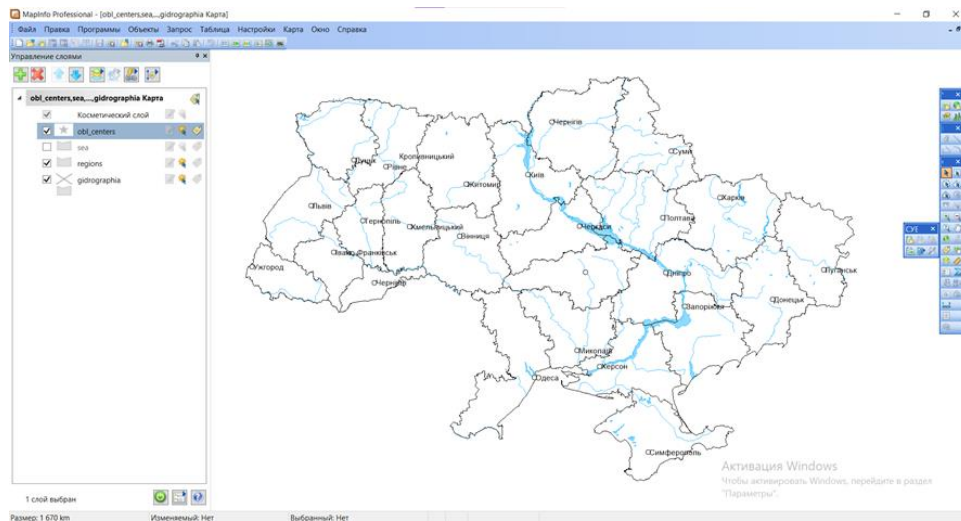 MapInfo Professional - [obl_centers,sea,...,gidrographia Карта]
Файл Правка Программы Объекты Запрос Таблица Настройки Карта Окно Справка
Управление слоями
obl_centers,sea,...,gidrographia Карта
Косметический слой
obl_centers
sea
regions
gidrographia
1 слой выбран
Размер: 1 670 km
Изменяемый: Нет
Выбранный: Нет
Чернігів
Суми
Луцьк
Рівне
Кропивницький
Житомир
Київ
Харків
Львів
Тернопіль
Хмельницький
Вінниця
Черкаси
Полтава
Івано_Франківськ
Ужгород
Чернівці
Дніпро
Луганськ
Запоріжжя
Донецьк
Миколаїв
Херсон
Одеса
Симферополь
СУ
Активация Windows
Чтобы активировать Windows, перейдите в раздел
"Параметры".